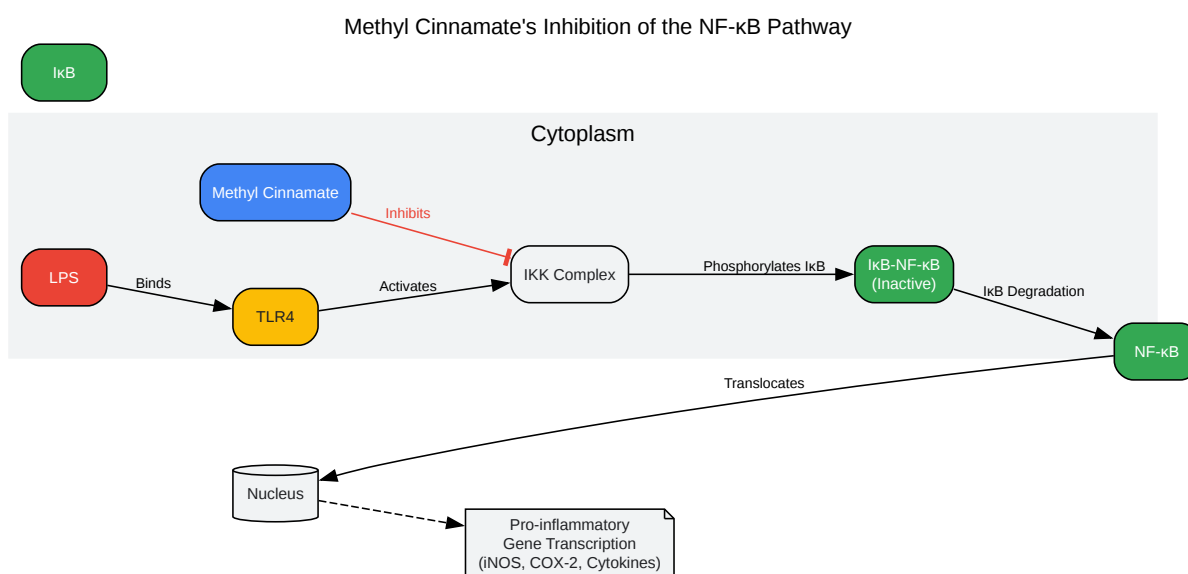 Methyl Cinnamate's Inhibition of the NF-κB Pathway
IκB
Cytoplasm
Methyl Cinnamate
Inhibits
LPS
Binds
TLR4
Activates
IKK Complex
Phosphorylates IκB
IκB-NF-κB
(Inactive)
IκB Degradation
NF-κB
Translocates
Nucleus
Pro-inflammatory
Gene Transcription
(iNOS, COX-2, Cytokines)